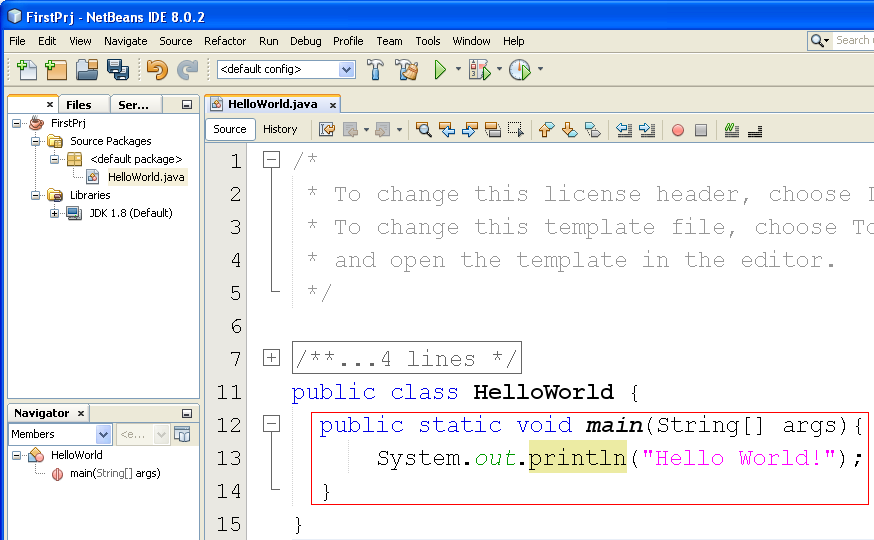 FirstPrj - NetBeans IDE 8.0.2
File Edit View Navigate Source Refactor Run Debug Profile Team Tools Window Help
Search (
<default config>
Files Ser...
HelloWorld.java
FirstPrj
Source Packages
<default package>
HelloWorld.java
Libraries
JDK 1.8 (Default)
Navigator
Members
<e...
HelloWorld
main(String[] args)
Source History
1 /*
2 * To change this license header, choose
3 * To change this template file, choose To
4 * and open the template in the editor.
5 */
6
7 /**...4 lines */
11 public class HelloWorld {
12 public static void main(String[] args){
13 System.out.println("Hello World!");
14 }
15 }